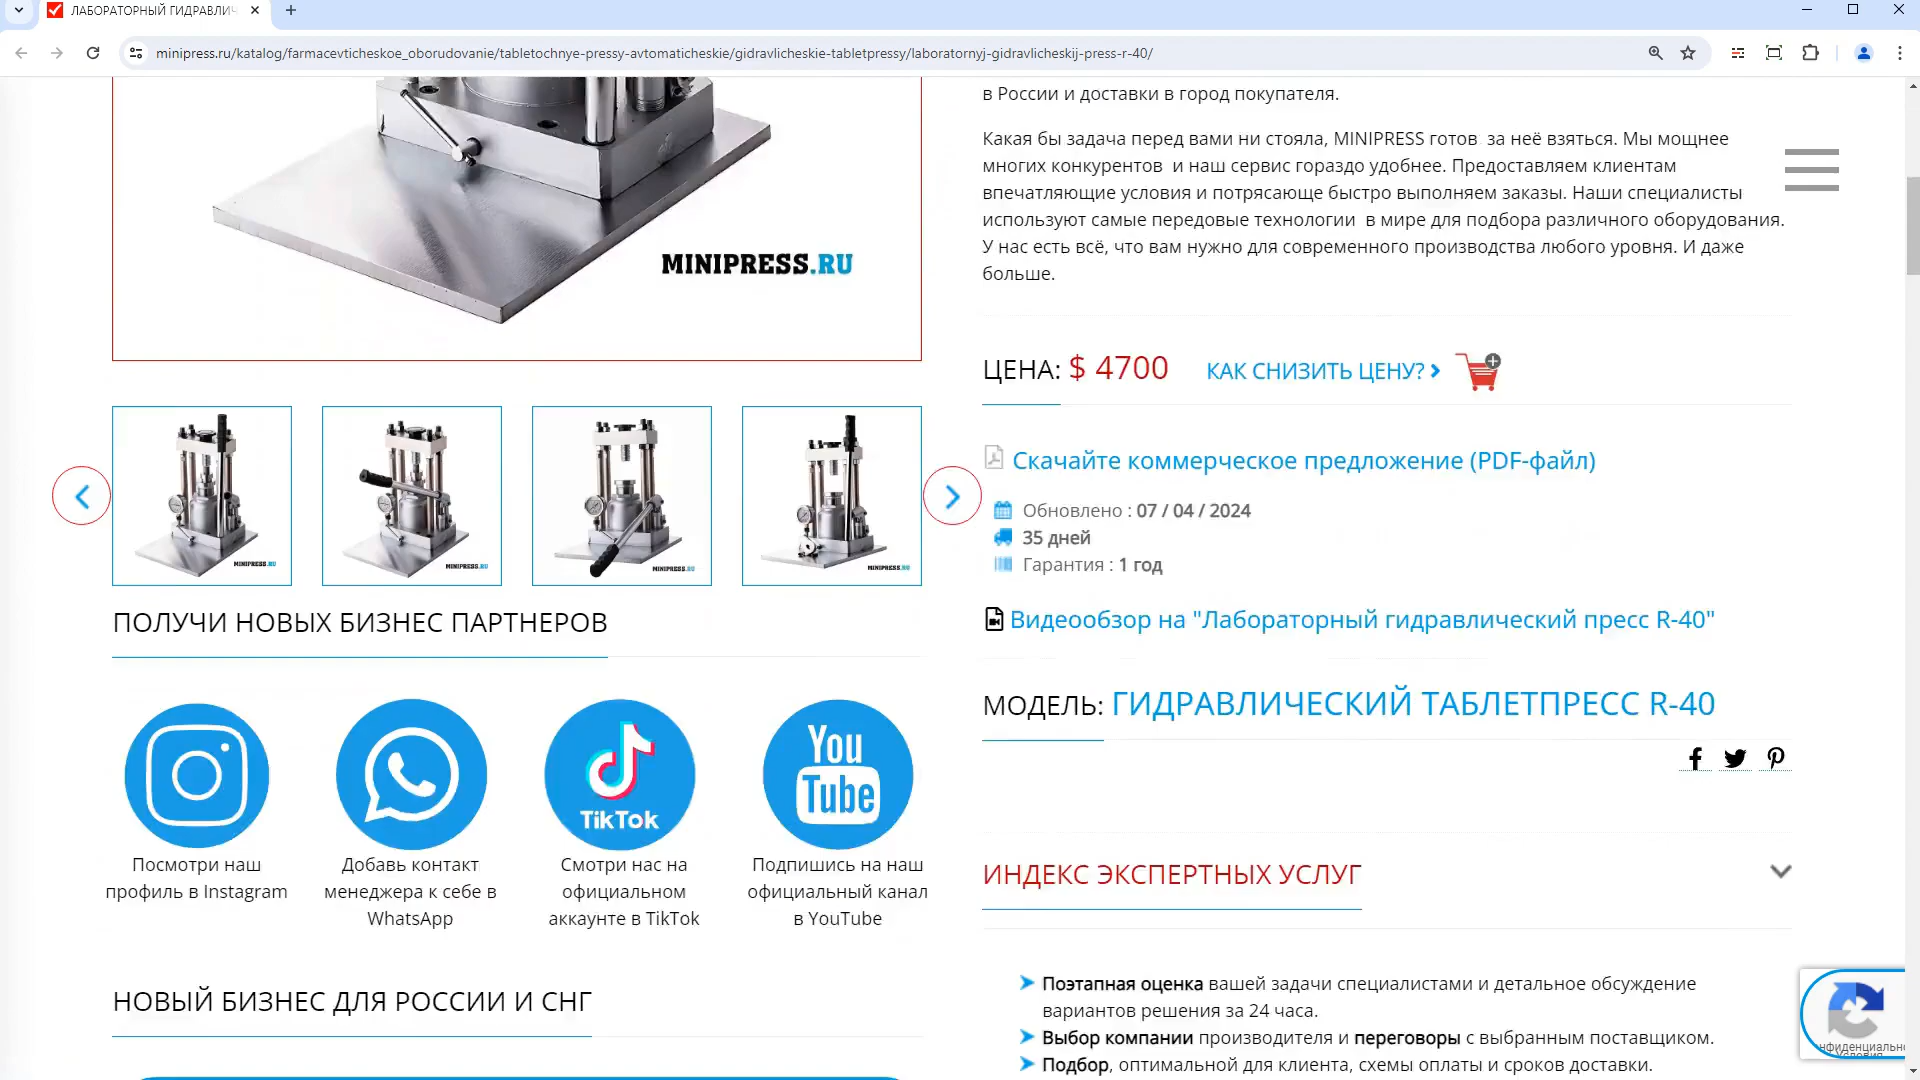 ЛАБОРАТОРНЫЙ ГИДРАВЛИЧ
minipress.ru/katalog/farmacevticheskoe_oborudovanie/tabletochnye-pressy-avtomaticheskie/gidravlicheskie-tabletpressy/laboratornyj-gidravlicheskij-press-r-40/
MINIPRESS.RU
MINIPRESS.RU
MINIPRESS.RU
MINIPRESS.RU
MINIPRESS.RU
ПОЛУЧИ НОВЫХ БИЗНЕС ПАРТНЕРОВ
TikTok
You
Tube
Посмотри наш
профиль в Instagram
Добавь контакт
менеджера к себе в
WhatsApp
Смотри нас на
официальном
аккаунте в TikTok
Подпишись на наш
официальный канал
в YouTube
НОВЫЙ БИЗНЕС ДЛЯ РОССИИ И СНГ
в России и доставки в город покупателя.
Какая бы задача перед вами ни стояла, MINIPRESS готов за неё взяться. Мы мощнее
многих конкурентов и наш сервис гораздо удобнее. Предоставляем клиентам
впечатляющие условия и потрясающе быстро выполняем заказы. Наши специалисты
используют самые передовые технологии в мире для подбора различного оборудования.
У нас есть всё, что вам нужно для современного производства любого уровня. И даже
больше.
ЦЕНА: $ 4700 КАК СНИЗИТЬ ЦЕНУ?
Скачайте коммерческое предложение (PDF-файл)
Обновлено : 07 / 04 / 2024
35 дней
Гарантия : 1 год
Видеообзор на "Лабораторный гидравлический пресс R-40"
МОДЕЛЬ: ГИДРАВЛИЧЕСКИЙ ТАБЛЕТПРЕСС R-40
ИНДЕКС ЭКСПЕРТНЫХ УСЛУГ
Поэтапная оценка вашей задачи специалистами и детальное обсуждение
вариантов решения за 24 часа.
Выбор компании производителя и переговоры с выбранным поставщиком.
Подбор, оптимальной для клиента, схемы оплаты и сроков доставки.